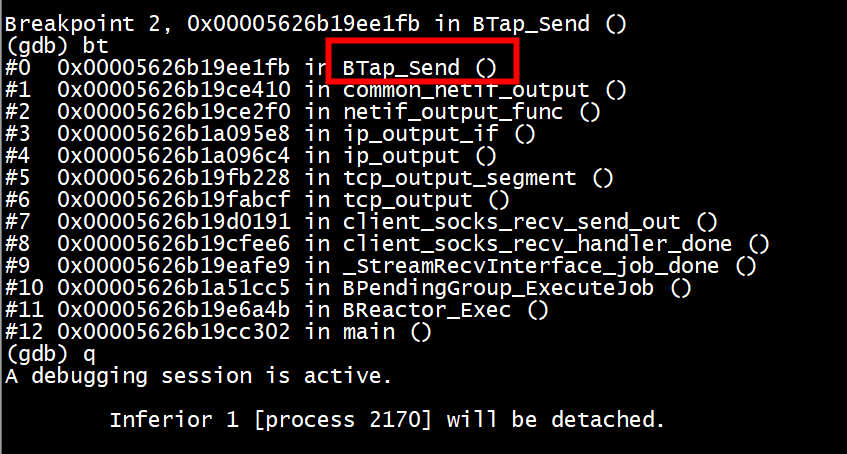 Breakpoint 2, 0x00005626b19ee1fb in BTap_Send ()
(gdb) bt
#0  0x00005626b19ee1fb in BTap_Send ()
#1  0x00005626b19ce410 in common_netif_output ()
#2  0x00005626b19ce2f0 in netif_output_func ()
#3  0x00005626b1a095e8 in ip_output_if ()
#4  0x00005626b1a096c4 in ip_output ()
#5  0x00005626b19fb228 in tcp_output_segment ()
#6  0x00005626b19fabcf in tcp_output ()
#7  0x00005626b19d0191 in client_socks_recv_send_out ()
#8  0x00005626b19cfee6 in client_socks_recv_handler_done ()
#9  0x00005626b19eafe9 in _StreamRecvInterface_job_done ()
#10 0x00005626b1a51cc5 in BPendingGroup_ExecuteJob ()
#11 0x00005626b19e6a4b in BReactor_Exec ()
#12 0x00005626b19cc302 in main ()
(gdb) q
A debugging session is active.
Inferior 1 [process 2170] will be detached.